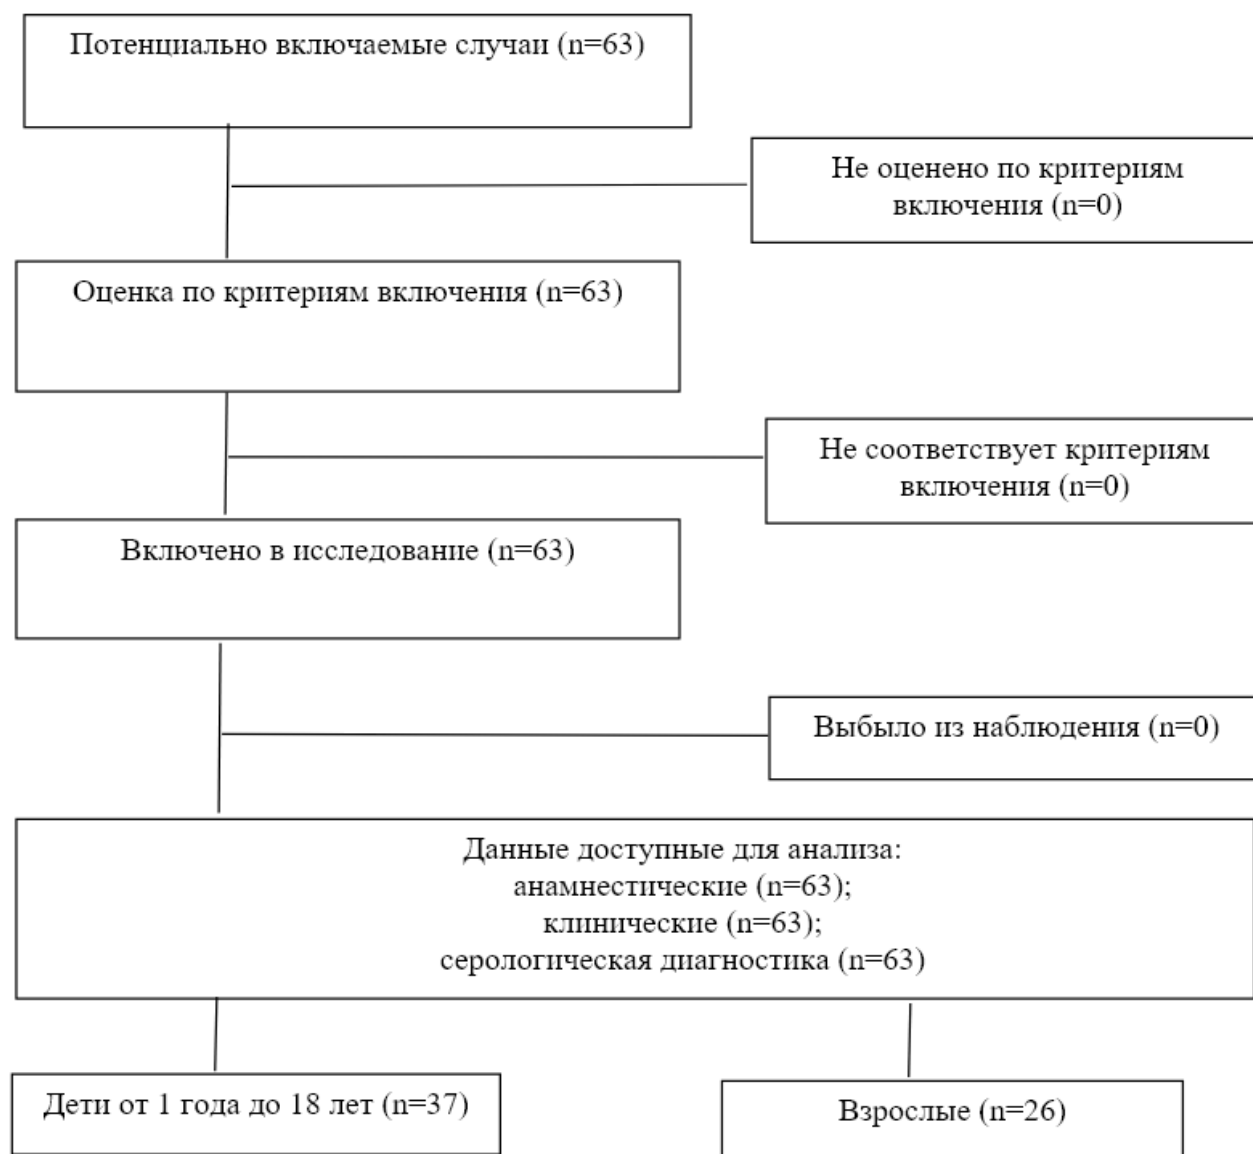 Потенциально включаемые случаи (n=63)
Не оценено по критериям
включения (n=0)
Оценка по критериям включения (n=63)
Не соответствует критериям
включения (n=0)
Включено в исследование (n=63)
Выбыло из наблюдения (n=0)
Данные доступные для анализа:
анамнестические (n=63);
клинические (n=63);
серологическая диагностика (n=63)
Дети от 1 года до 18 лет (n=37)
Взрослые (n=26)